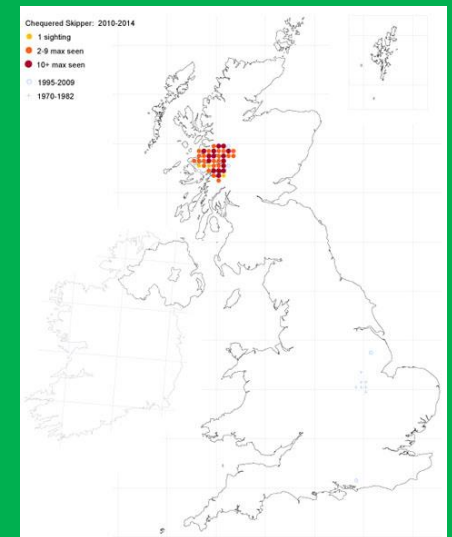 Chequered Skipper: 2010-2014
1 sighting
2-9 max seen
10+ max seen
1995-2009
1970-1982